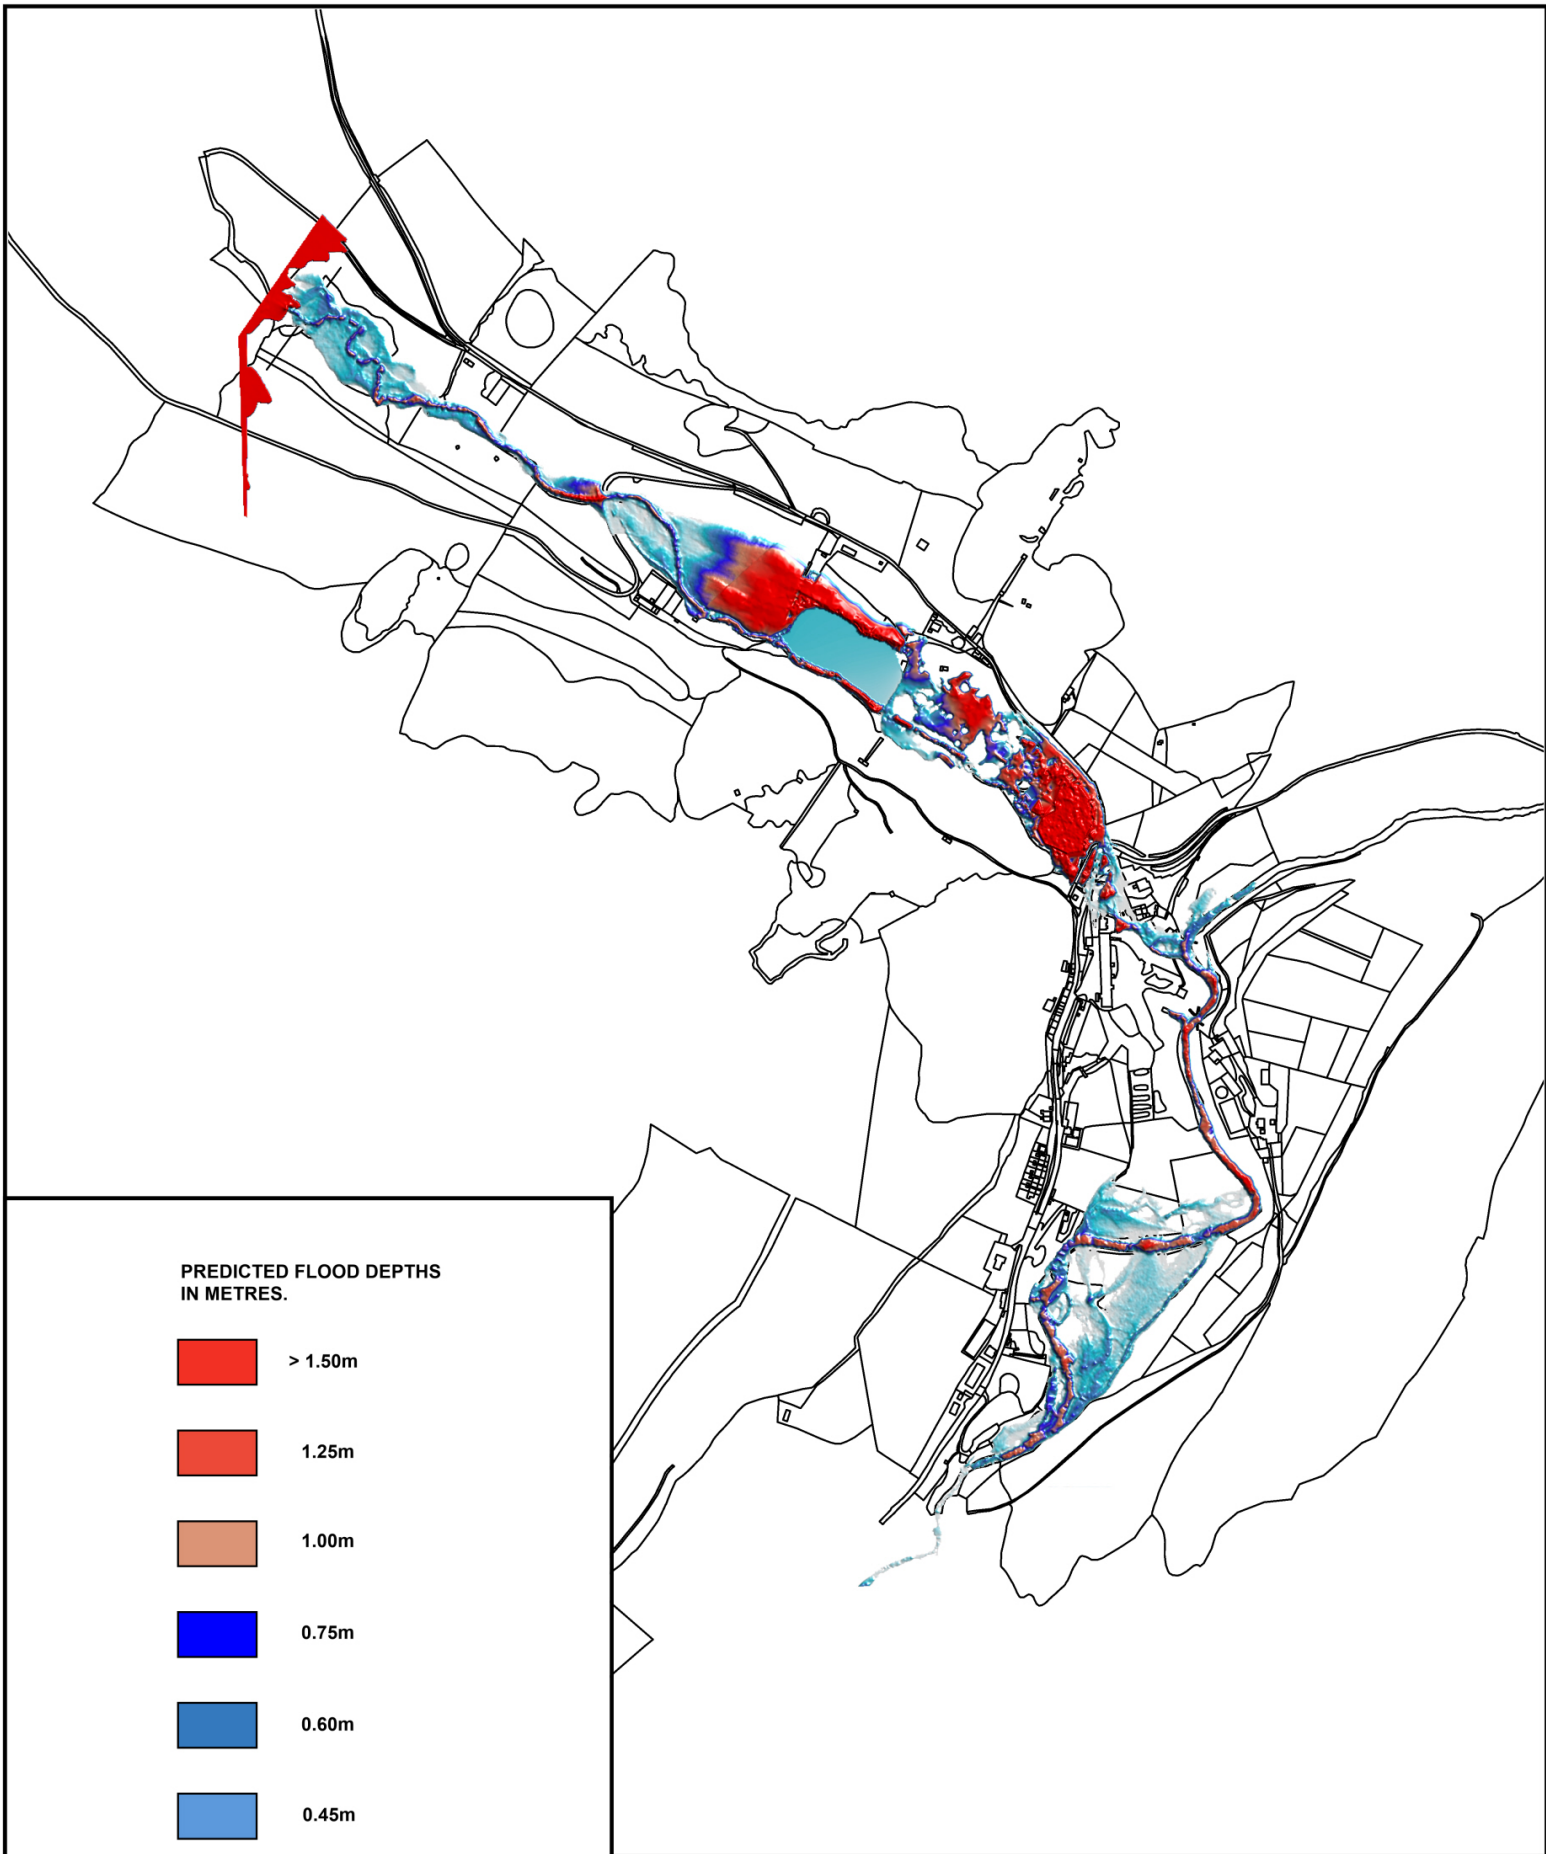 PREDICTED FLOOD DEPTHS
IN METRES.
> 1.50m
1.25m
1.00m
0.75m
0.60m
0.45m